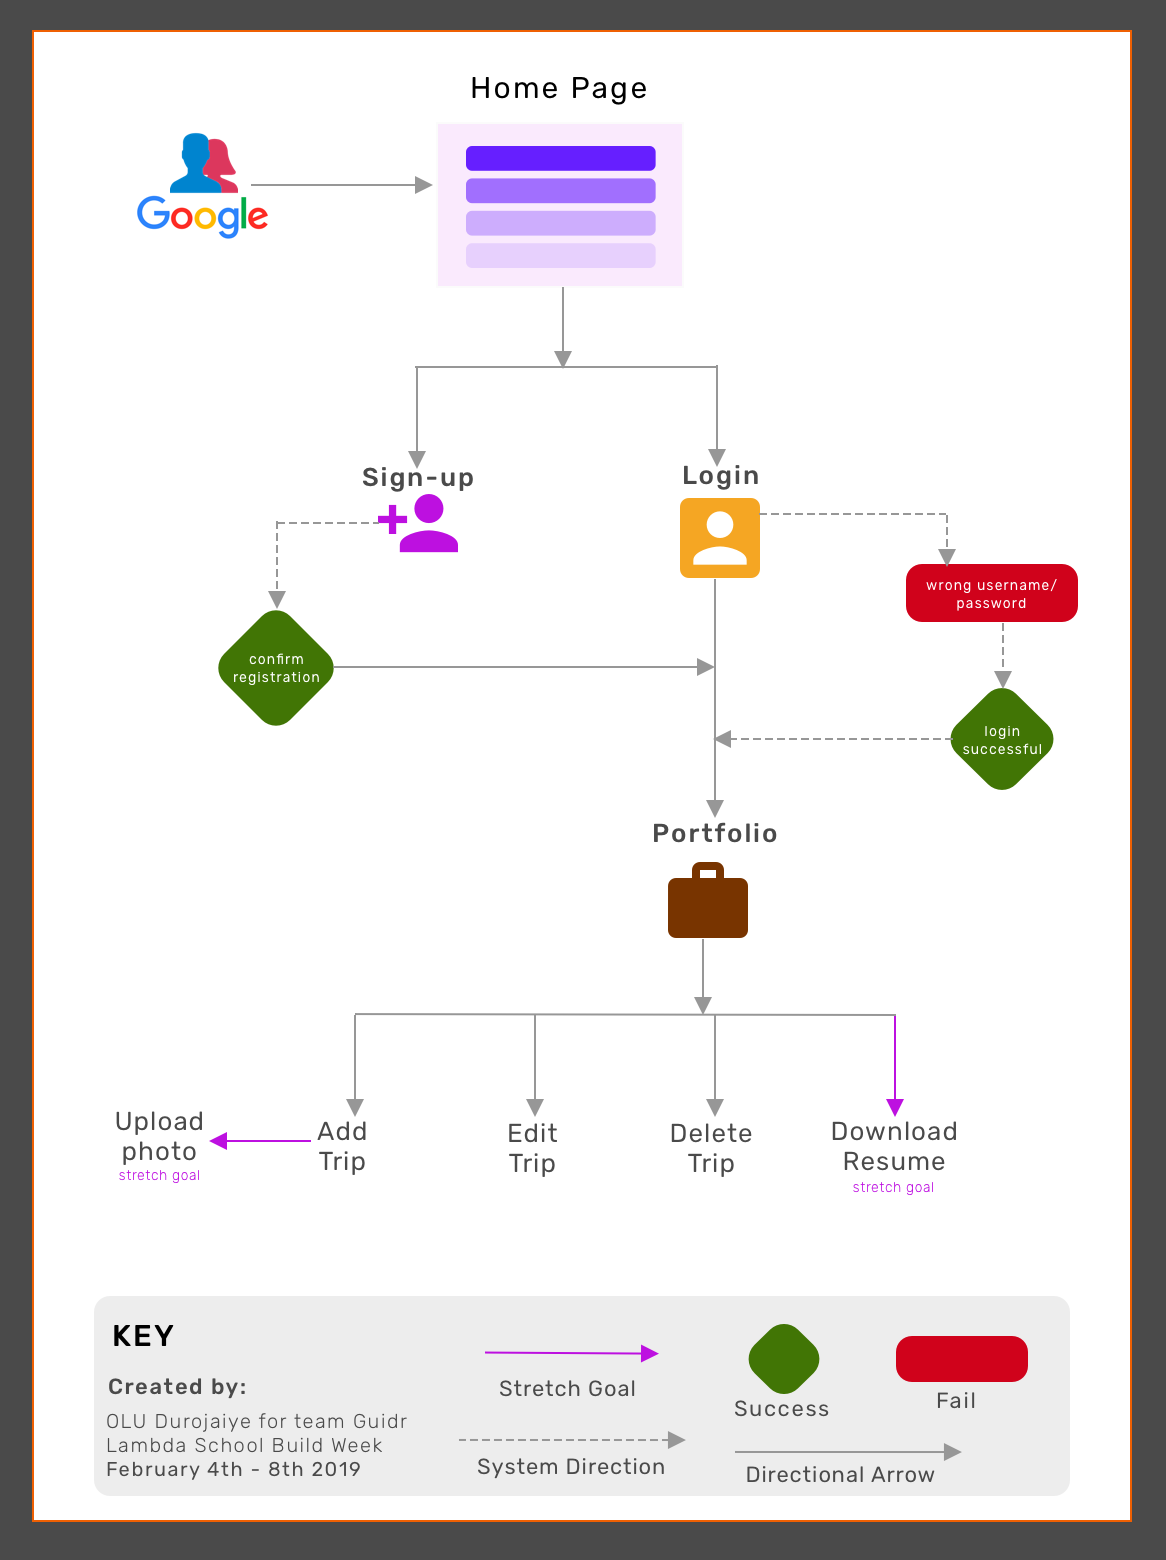 Home Page
Google
Sign-up
Login
wrong username/
password
confirm
registration
login
successful
Portfolio
Upload
photo
stretch goal
Add
Trip
Edit
Trip
Delete
Trip
Download
Resume
stretch goal
KEY
Created by:
OLU Durojaiye for team Guidr
Lambda School Build Week
February 4th - 8th 2019
Stretch Goal
System Direction
Success
Fail
Directional Arrow